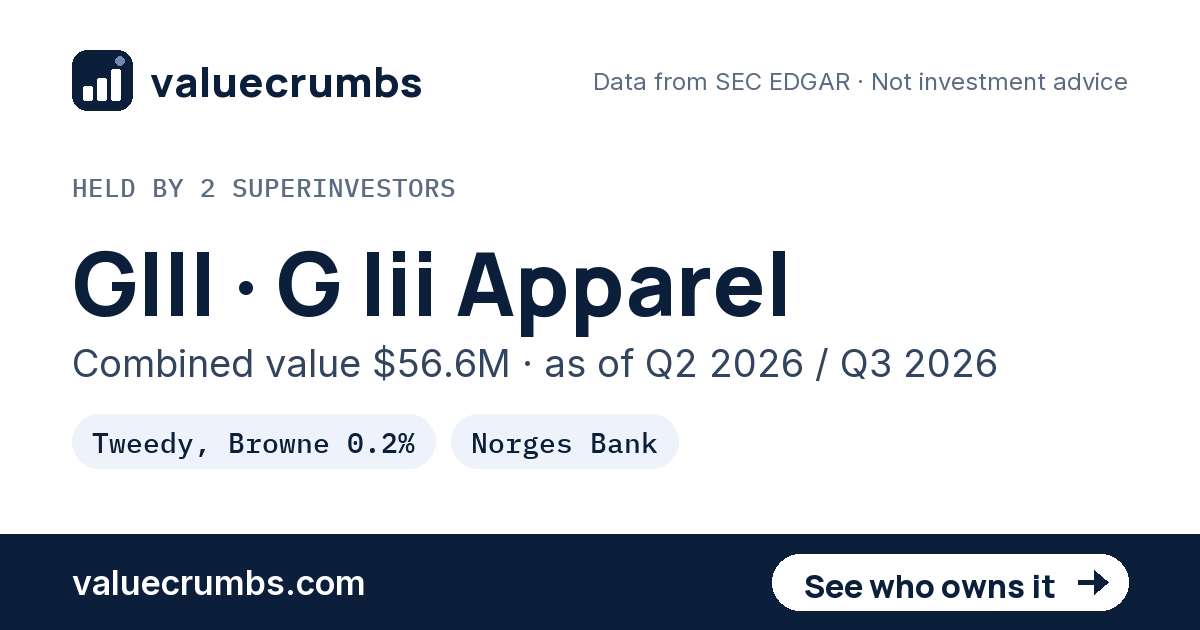 valuecrumbs
Data from SEC EDGAR · Not investment advice
HELD BY 2 SUPERINVESTORS
GIII · G Iii Apparel
Combined value $56.6M · as of Q2 2026 / Q3 2026
Tweedy, Browne 0.2%
Norges Bank
valuecrumbs.com
See who owns it →